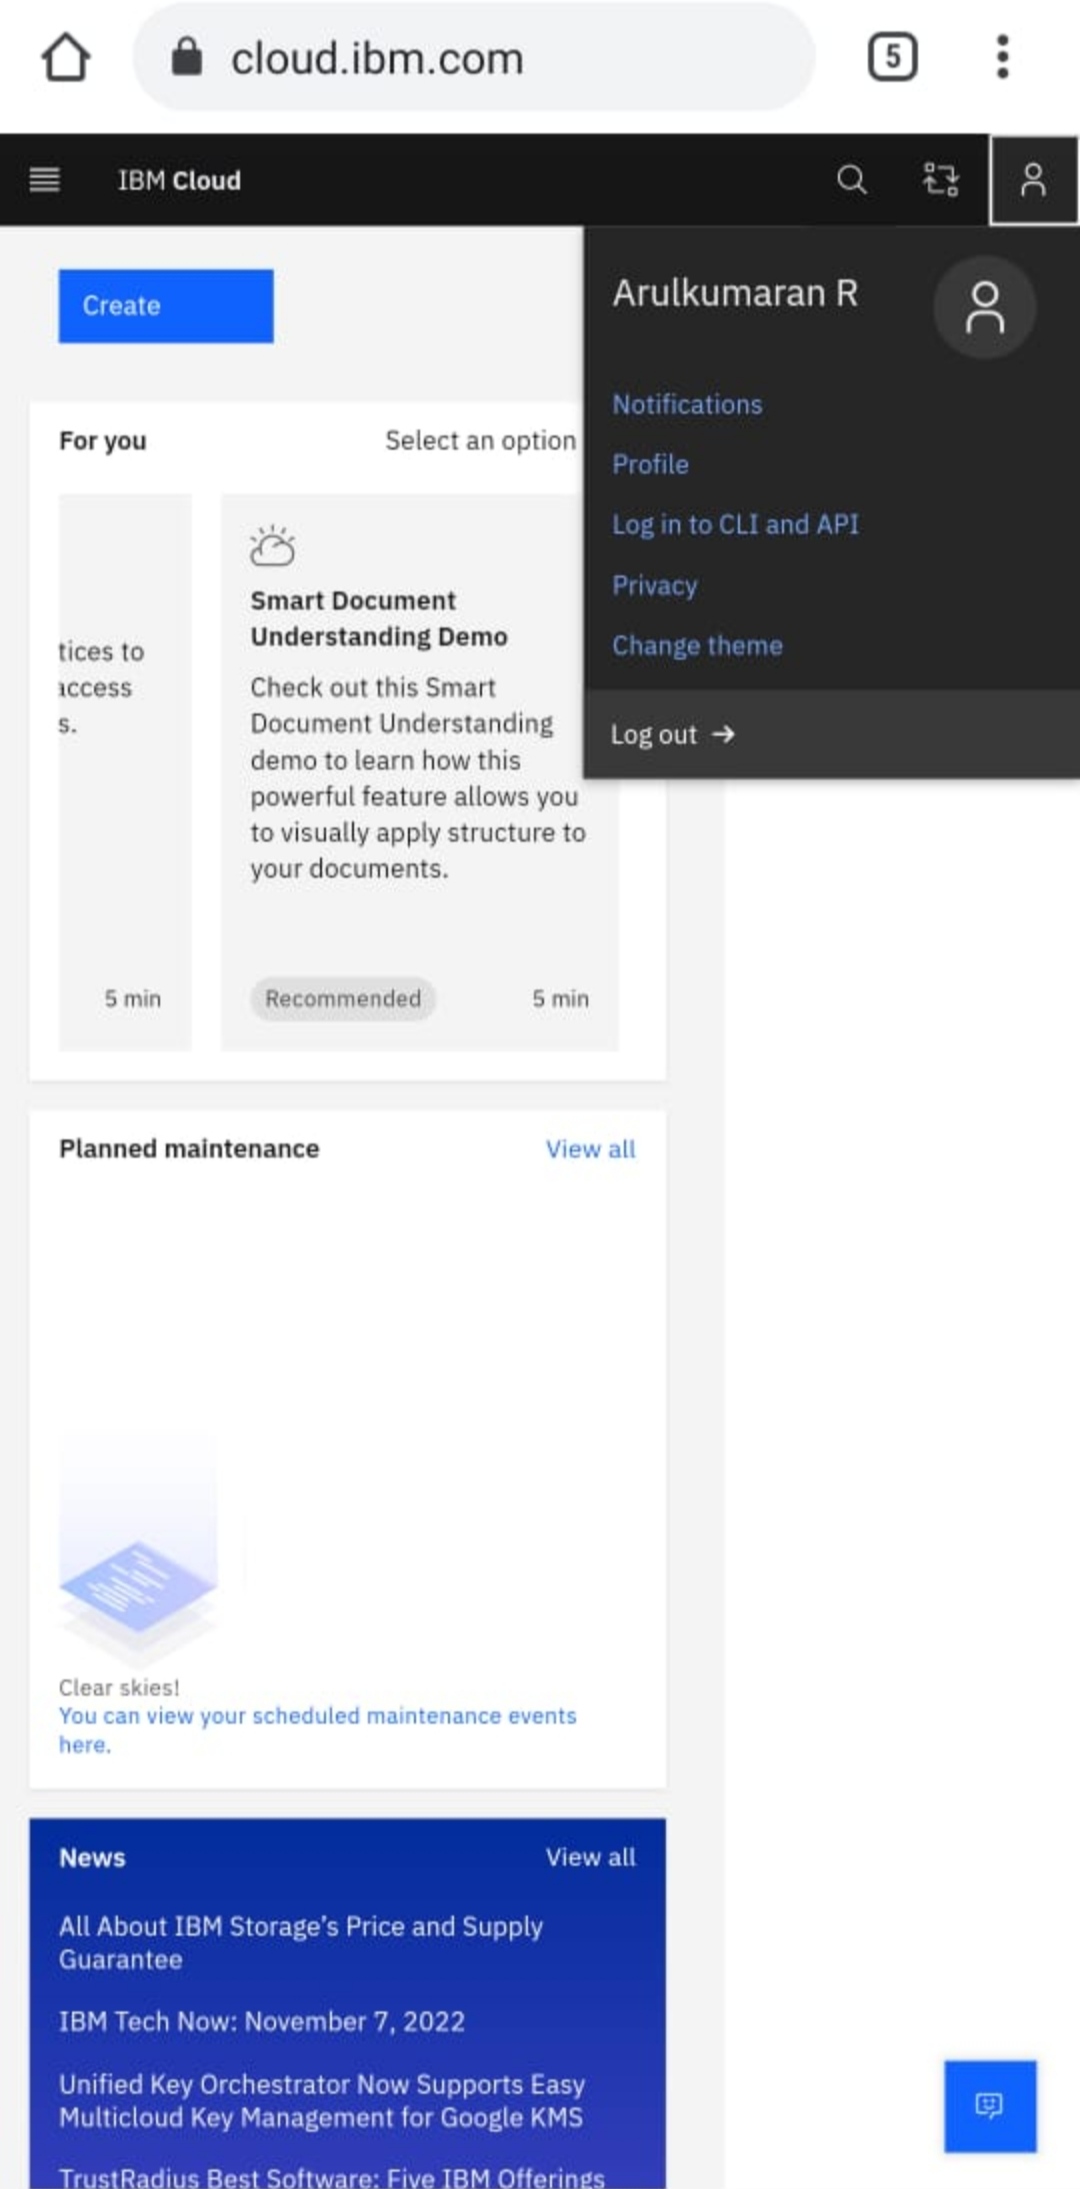 cloud.ibm.com
5
IBM Cloud
Create
Arulkumaran R
Notifications
Profile
Log in to CLI and API
Privacy
Change theme
Log out →
For you
Select an option
tices to
access
s.
5 min
Smart Document
Understanding Demo
Check out this Smart
Document Understanding
demo to learn how this
powerful feature allows you
to visually apply structure to
your documents.
Recommended
5 min
Planned maintenance
View all
Clear skies!
You can view your scheduled maintenance events
here.
News
View all
All About IBM Storage’s Price and Supply
Guarantee
IBM Tech Now: November 7, 2022
Unified Key Orchestrator Now Supports Easy
Multicloud Key Management for Google KMS
TrustRadius Best Software: Five IBM Offerings